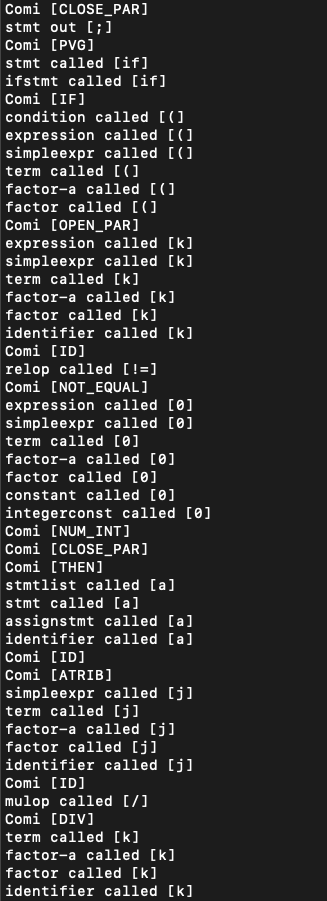 Comi [CLOSE_PAR]
stmt out [;]
Comi [PVG]
stmt called [if]
ifstmt called [if]
Comi [IF]
condition called [(]
expression called [(]
simpleexpr called [(]
term called [(]
factor-a called [(]
factor called [(]
Comi [OPEN_PAR]
expression called [k]
simpleexpr called [k]
term called [k]
factor-a called [k]
factor called [k]
identifier called [k]
Comi [ID]
relop called [!=]
Comi [NOT_EQUAL]
expression called [0]
simpleexpr called [0]
term called [0]
factor-a called [0]
factor called [0]
constant called [0]
integerconst called [0]
Comi [NUM_INT]
Comi [CLOSE_PAR]
Comi [THEN]
stmtlist called [a]
stmt called [a]
assignstmt called [a]
identifier called [a]
Comi [ID]
Comi [ATRIB]
simpleexpr called [j]
term called [j]
factor-a called [j]
factor called [j]
identifier called [j]
Comi [ID]
mulop called [/]
Comi [DIV]
term called [k]
factor-a called [k]
factor called [k]
identifier called [k]